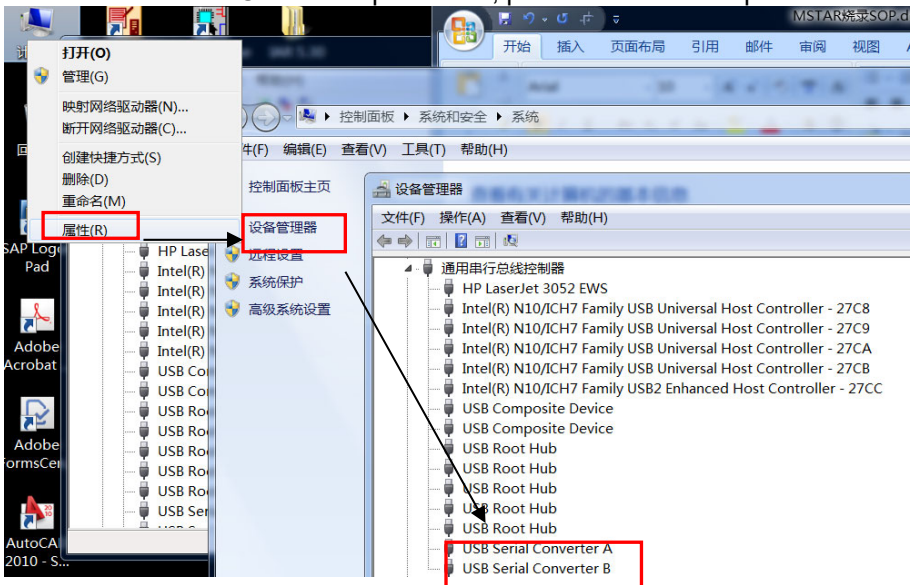 MSTAR烧录SOP.d
开始 插入 页面布局 引用 邮件 审阅 视图
打开(O)
管理(G)
映射网络驱动器(N)...
断开网络驱动器(C)...
创建快捷方式(S)
删除(D)
重命名(M)
属性(R)
控制面板 ▸ 系统和安全 ▸ 系统
件(F) 编辑(E) 查看(V) 工具(T) 帮助(H)
控制面板主页
设备管理器
远程设置
系统保护
高级系统设置
SAP Logo
Pad
Adobe
Acrobat
Adobe
FormsCen
AutoCA
2010 - S...
HP Lase
Intel(R)
Intel(R)
Intel(R)
Intel(R)
Intel(R)
USB Co
USB Co
USB Ro
USB Ro
USB Ro
USB Ro
USB Ro
USB Ser
设备管理器
文件(F) 操作(A) 查看(V) 帮助(H)
通用串行总线控制器
HP LaserJet 3052 EWS
Intel(R) N10/ICH7 Family USB Universal Host Controller - 27C8
Intel(R) N10/ICH7 Family USB Universal Host Controller - 27C9
Intel(R) N10/ICH7 Family USB Universal Host Controller - 27CA
Intel(R) N10/ICH7 Family USB Universal Host Controller - 27CB
Intel(R) N10/ICH7 Family USB2 Enhanced Host Controller - 27CC
USB Composite Device
USB Composite Device
USB Root Hub
USB Root Hub
USB Root Hub
USB Root Hub
USB Root Hub
USB Serial Converter A
USB Serial Converter B